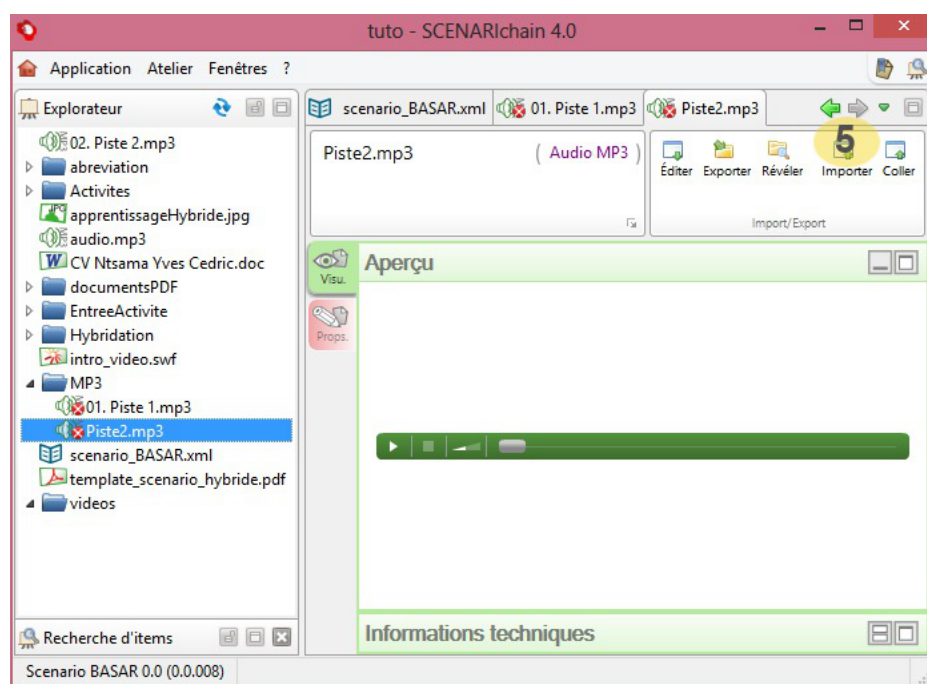 tuto - SCENARIchain 4.0
Application Atelier Fenêtres ?
Explorateur
scenario_BASAR.xml
01. Piste 1.mp3
Piste2.mp3
02. Piste 2.mp3
abreviation
Activites
apprentissageHybride.jpg
audio.mp3
CV Ntsama Yves Cedric.doc
documentsPDF
EntreeActivite
Hybridation
intro_video.swf
MP3
01. Piste 1.mp3
Piste2.mp3
scenario_BASAR.xml
template_scenario_hybride.pdf
videos
Recherche d'items
Piste2.mp3 ( Audio MP3 )
5
Éditer Exporter Révéler Importer Coller
Import/Export
Visu.
Props.
Aperçu
Informations techniques
Scenario BASAR 0.0 (0.0.008)